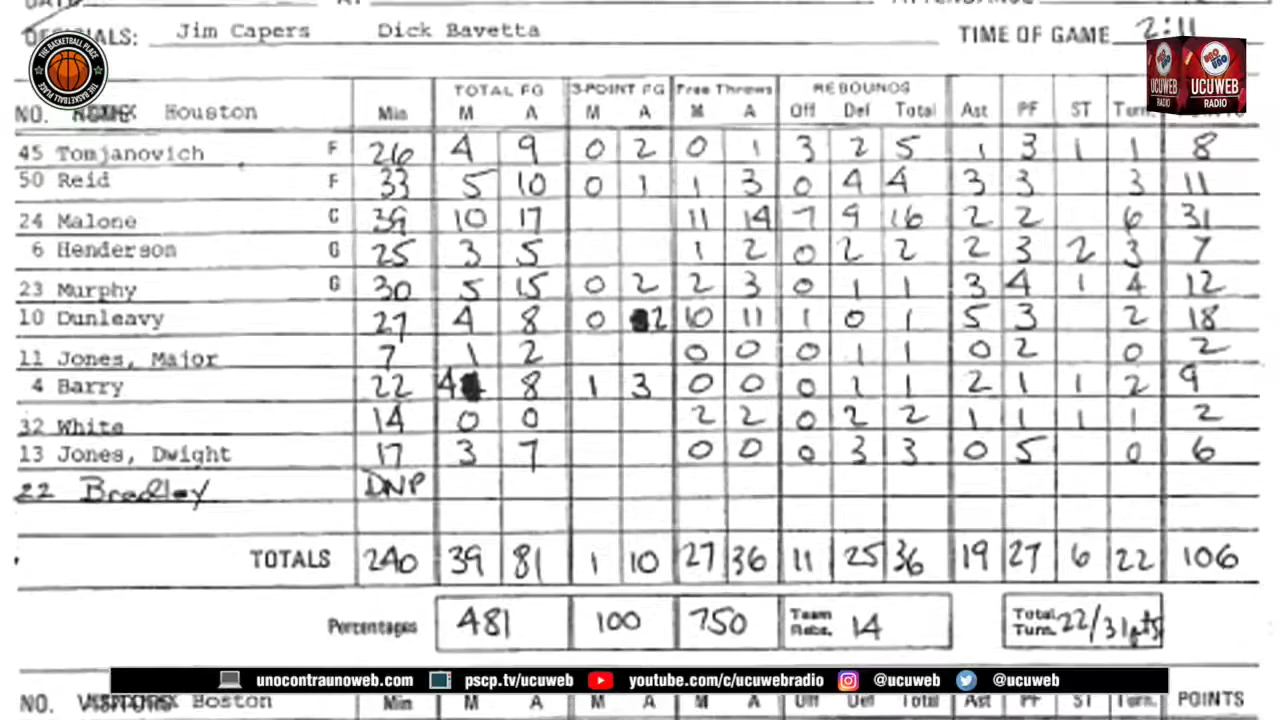 OFFICIALS: Jim Capers Dick Bavetta TIME OF GAME 2:11
THE BASKETBALL PLACE
THE BASKETBALL PLACE
UCUWEB RADIO
UCUWEB RADIO
TOTAL FG 3-POINT FG Free Throws REBOUNDS
NO. Houston Min M A M A M A Off Def Total Ast PF ST Turn.
45 Tomjanovich F 26 4 9 0 2 0 1 3 2 5 1 3 1 1 8
50 Reid F 33 5 10 0 1 1 3 0 4 4 3 3 3 11
24 Malone C 39 10 17 11 14 7 9 16 2 2 6 31
6 Henderson G 25 3 5 1 2 0 2 2 2 3 2 3 7
23 Murphy G 30 5 15 0 2 2 3 0 1 1 3 4 1 4 12
10 Dunleavy 27 4 8 0 2 10 11 1 0 1 5 3 2 18
11 Jones, Major 7 1 2 0 0 0 1 1 0 2 0 2
4 Barry 22 4 8 1 3 0 0 0 1 1 2 1 1 2 9
32 White 14 0 0 2 2 0 2 2 1 1 1 1 2
13 Jones, Dwight 17 3 7 0 0 0 3 3 0 5 0 6
22 Bradley DNP
TOTALS 240 39 81 1 10 27 36 11 25 36 19 27 6 22 106
Percentages 481 100 750 Team Rebs. 14 Total Turn. 22/31pts
unocontraunoweb.com pscp.tv/ucuweb youtube.com/c/ucuwebradio @ucuweb @ucuweb
NO. VISITORS Boston Min M A M A M A Off Def Total Ast PF ST Turn. POINTS